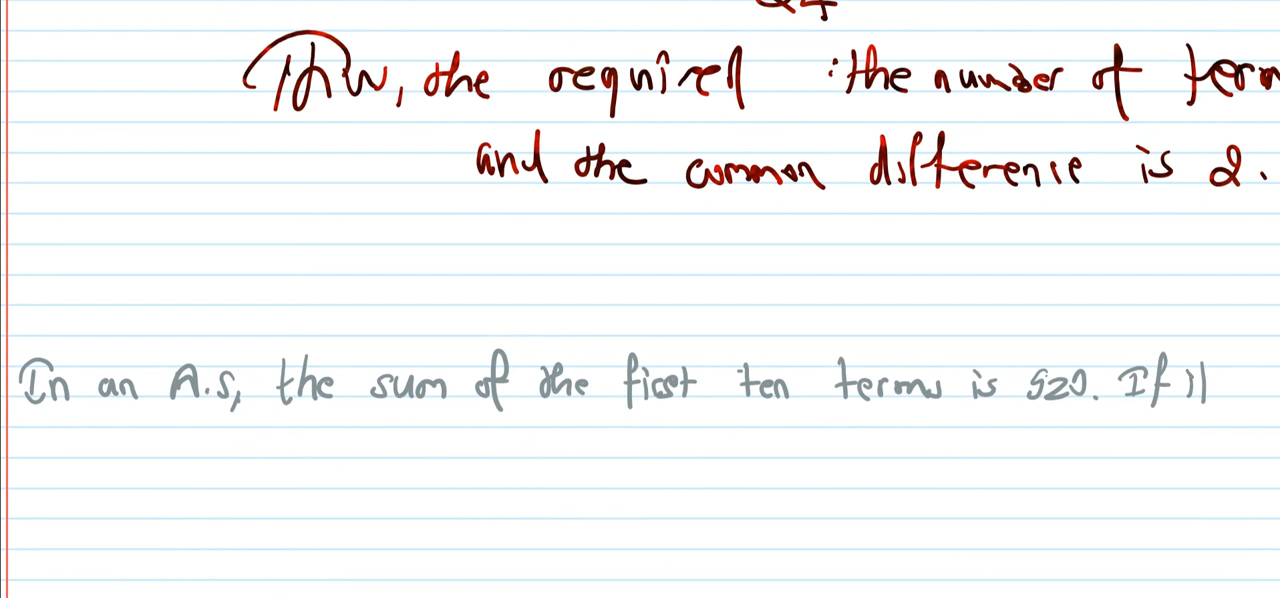 Thus, the required : the number of term
and the common difference is 2.
In an A.S, the sum of the first ten terms is 520. If